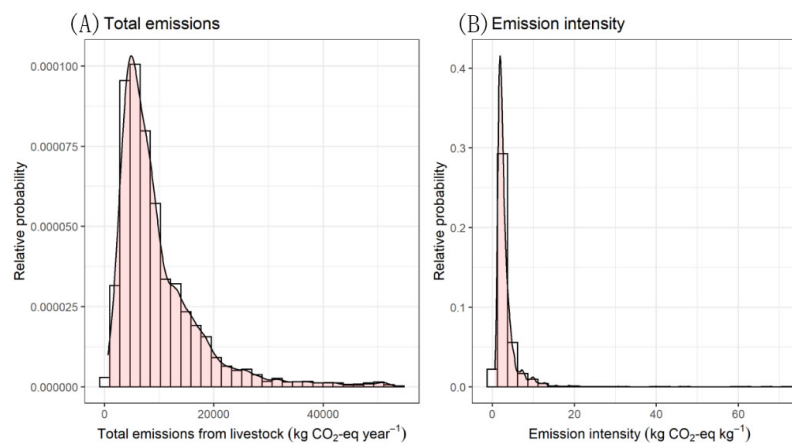 (A) Total emissions
0.000100
0.000075
0.000050
0.000025
0.000000
Relative probability
0 20000 40000
Total emissions from livestock (kg CO₂-eq year⁻¹)
(B) Emission intensity
0.4
0.3
0.2
0.1
0.0
Relative probability
0 20 40 60
Emission intensity (kg CO₂-eq kg⁻¹)